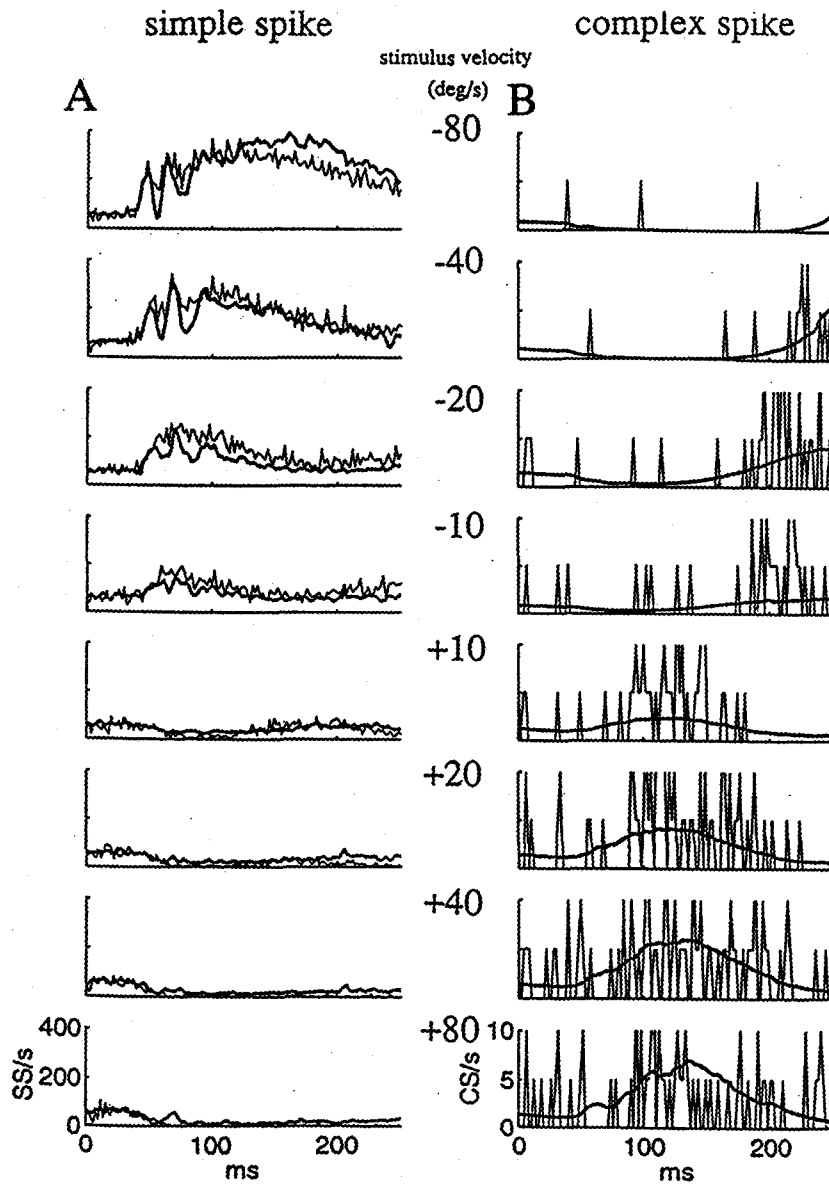 simple spike
complex spike
stimulus velocity
(deg/s)
A
B
-80
-40
-20
-10
+10
+20
+40
+80
400
200
0
SS/s
0
100
200
ms
10
5
0
CS/s
0
100
200
ms